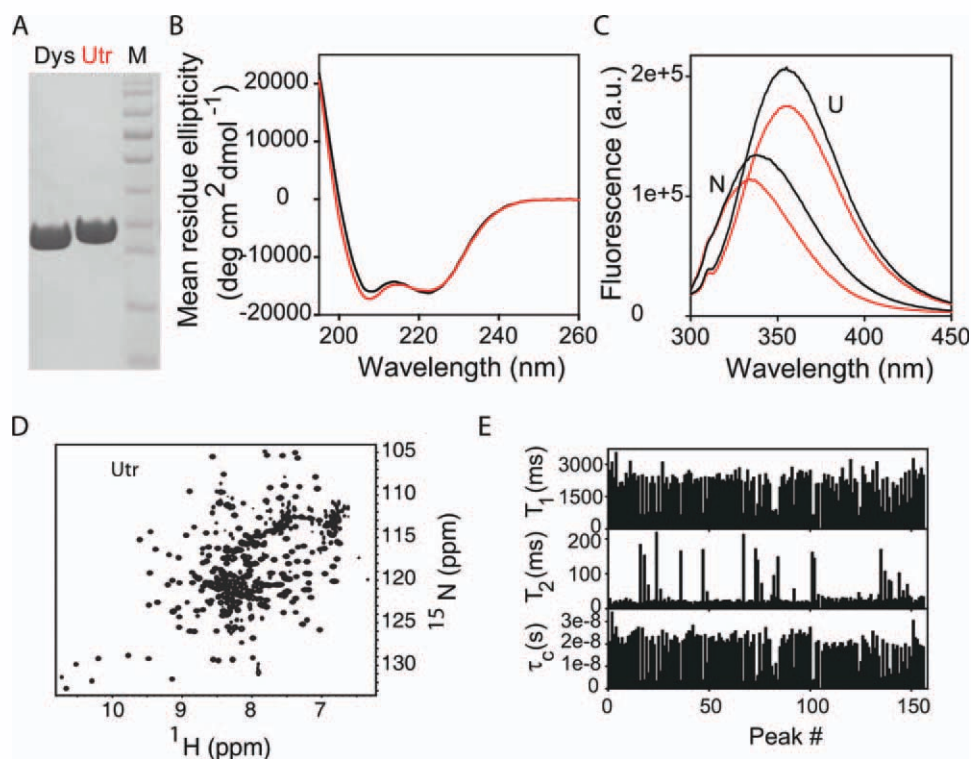 A
Dys Utr M
B
Mean residue ellipticity
(deg cm 2 dmol -1)
20000
10000
0
-10000
-20000
200 220 240 260
Wavelength (nm)
C
Fluorescence (a.u.)
2e+5
1e+5
0
U
N
300 350 400 450
Wavelength (nm)
D
Utr
105
110
115
120
125
130
15 N (ppm)
10 9 8 7
1 H (ppm)
E
T1 (ms)
3000
1500
0
T2 (ms)
200
100
0
τc (s)
3e-8
2e-8
1e-8
0
0 50 100 150
Peak #